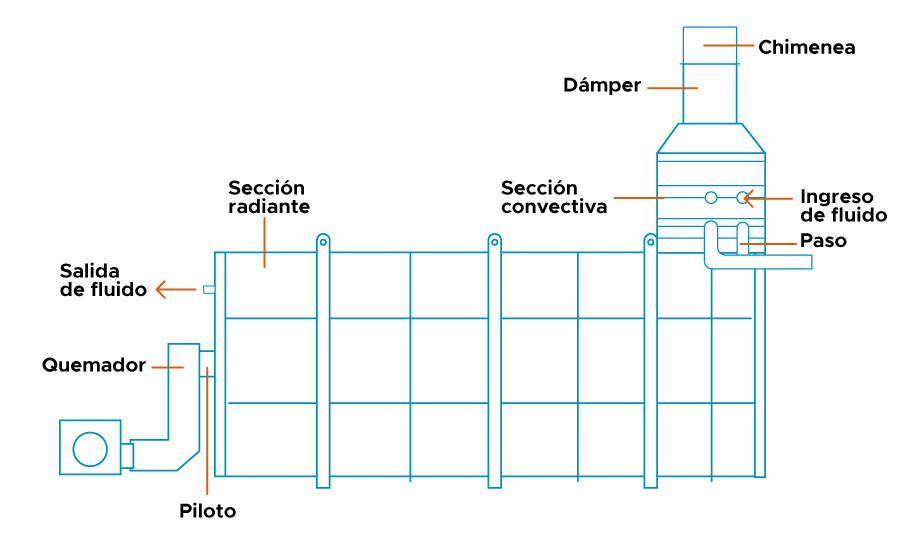 Chimenea
Dámper
Sección
convectiva
Ingreso
de fluido
Paso
Sección
radiante
Salida
de fluido
Quemador
Piloto